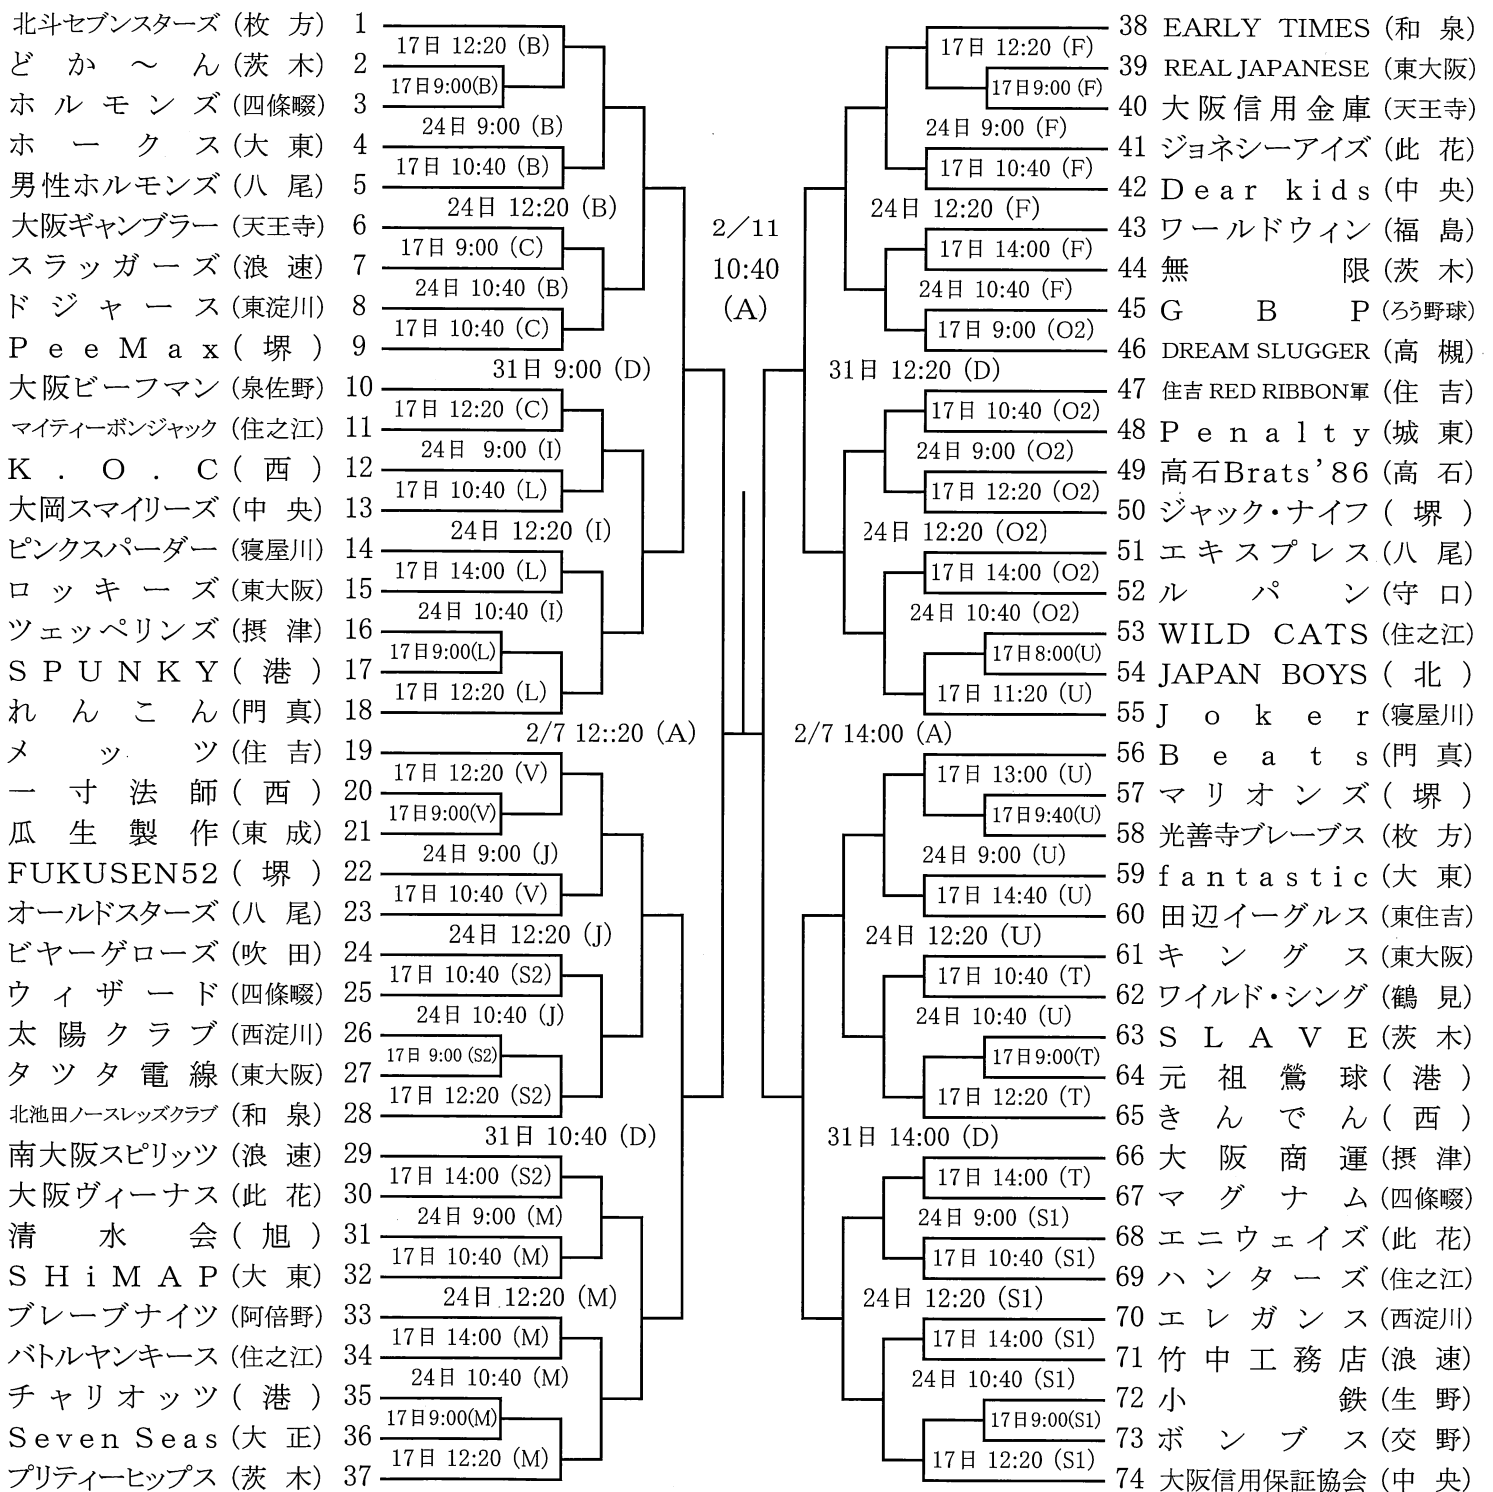 北斗セブンスターズ (枚方) 1
17日 12:20 (B)
どか〜ん (茨木) 2
17日9:00(B)
ホルモンズ (四條畷) 3
24日 9:00 (B)
ホークス (大東) 4
17日 10:40 (B)
男性ホルモンズ (八尾) 5
24日 12:20 (B)
大阪ギャンブラー (天王寺) 6
17日 9:00 (C)
スラッガーズ (浪速) 7
24日 10:40 (B)
ドジャース (東淀川) 8
17日 10:40 (C)
PeeMax (堺) 9
31日 9:00 (D)
大阪ビーフマン (泉佐野) 10
17日 12:20 (C)
マイティーボンジャック (住之江) 11
24日 9:00 (I)
K.O.C (西) 12
17日 10:40 (L)
大岡スマイリーズ (中央) 13
24日 12:20 (I)
ピンクスパーダー (寝屋川) 14
17日 14:00 (L)
ロッキーズ (東大阪) 15
24日 10:40 (I)
ツェッペリンズ (摂津) 16
17日9:00(L)
SPUNKY (港) 17
17日 12:20 (L)
れんこん (門真) 18
2/7 12::20 (A)
メッツ (住吉) 19
17日 12:20 (V)
一寸法師 (西) 20
17日9:00(V)
瓜生製作 (東成) 21
24日 9:00 (J)
FUKUSEN52 (堺) 22
17日 10:40 (V)
オールドスターズ (八尾) 23
24日 12:20 (J)
ビヤーゲローズ (吹田) 24
17日 10:40 (S2)
ウィザード (四條畷) 25
24日 10:40 (J)
太陽クラブ (西淀川) 26
17日 9:00 (S2)
タツタ電線 (東大阪) 27
17日 12:20 (S2)
北池田ノースレッズクラブ (和泉) 28
31日 10:40 (D)
南大阪スピリッツ (浪速) 29
17日 14:00 (S2)
大阪ヴィーナス (此花) 30
24日 9:00 (M)
清水会 (旭) 31
17日 10:40 (M)
SHiMAP (大東) 32
24日 12:20 (M)
ブレーブナイツ (阿倍野) 33
17日 14:00 (M)
バトルヤンキース (住之江) 34
24日 10:40 (M)
チャリオッツ (港) 35
17日9:00(M)
Seven Seas (大正) 36
17日 12:20 (M)
プリティーヒップス (茨木) 37
2/11
10:40
(A)
38 EARLY TIMES (和泉)
17日 12:20 (F)
39 REAL JAPANESE (東大阪)
17日9:00 (F)
40 大阪信用金庫 (天王寺)
24日 9:00 (F)
41 ジョネシーアイズ (此花)
17日 10:40 (F)
42 Dear kids (中央)
24日 12:20 (F)
43 ワールドウィン (福島)
17日 14:00 (F)
44 無限 (茨木)
24日 10:40 (F)
45 GBP (ろう野球)
17日 9:00 (O2)
46 DREAM SLUGGER (高槻)
31日 12:20 (D)
47 住吉 RED RIBBON軍 (住吉)
17日 10:40 (O2)
48 Penalty (城東)
24日 9:00 (O2)
49 高石Brats'86 (高石)
17日 12:20 (O2)
50 ジャック・ナイフ (堺)
24日 12:20 (O2)
51 エキスプレス (八尾)
17日 14:00 (O2)
52 ルパン (守口)
24日 10:40 (O2)
53 WILD CATS (住之江)
17日8:00(U)
54 JAPAN BOYS (北)
17日 11:20 (U)
55 Joker (寝屋川)
2/7 14:00 (A)
56 Beats (門真)
17日 13:00 (U)
57 マリオンズ (堺)
17日9:40(U)
58 光善寺ブレーブス (枚方)
24日 9:00 (U)
59 fantastic (大東)
17日 14:40 (U)
60 田辺イーグルス (東住吉)
24日 12:20 (U)
61 キングス (東大阪)
17日 10:40 (T)
62 ワイルド・シング (鶴見)
24日 10:40 (U)
63 SLAVE (茨木)
17日9:00(T)
64 元祖鶯球 (港)
17日 12:20 (T)
65 きんでん (西)
31日 14:00 (D)
66 大阪商運 (摂津)
17日 14:00 (T)
67 マグナム (四條畷)
24日 9:00 (S1)
68 エニウェイズ (此花)
17日 10:40 (S1)
69 ハンターズ (住之江)
24日 12:20 (S1)
70 エレガンス (西淀川)
17日 14:00 (S1)
71 竹中工務店 (浪速)
24日 10:40 (S1)
72 小鉄 (生野)
17日9:00(S1)
73 ボンブス (交野)
17日 12:20 (S1)
74 大阪信用保証協会 (中央)